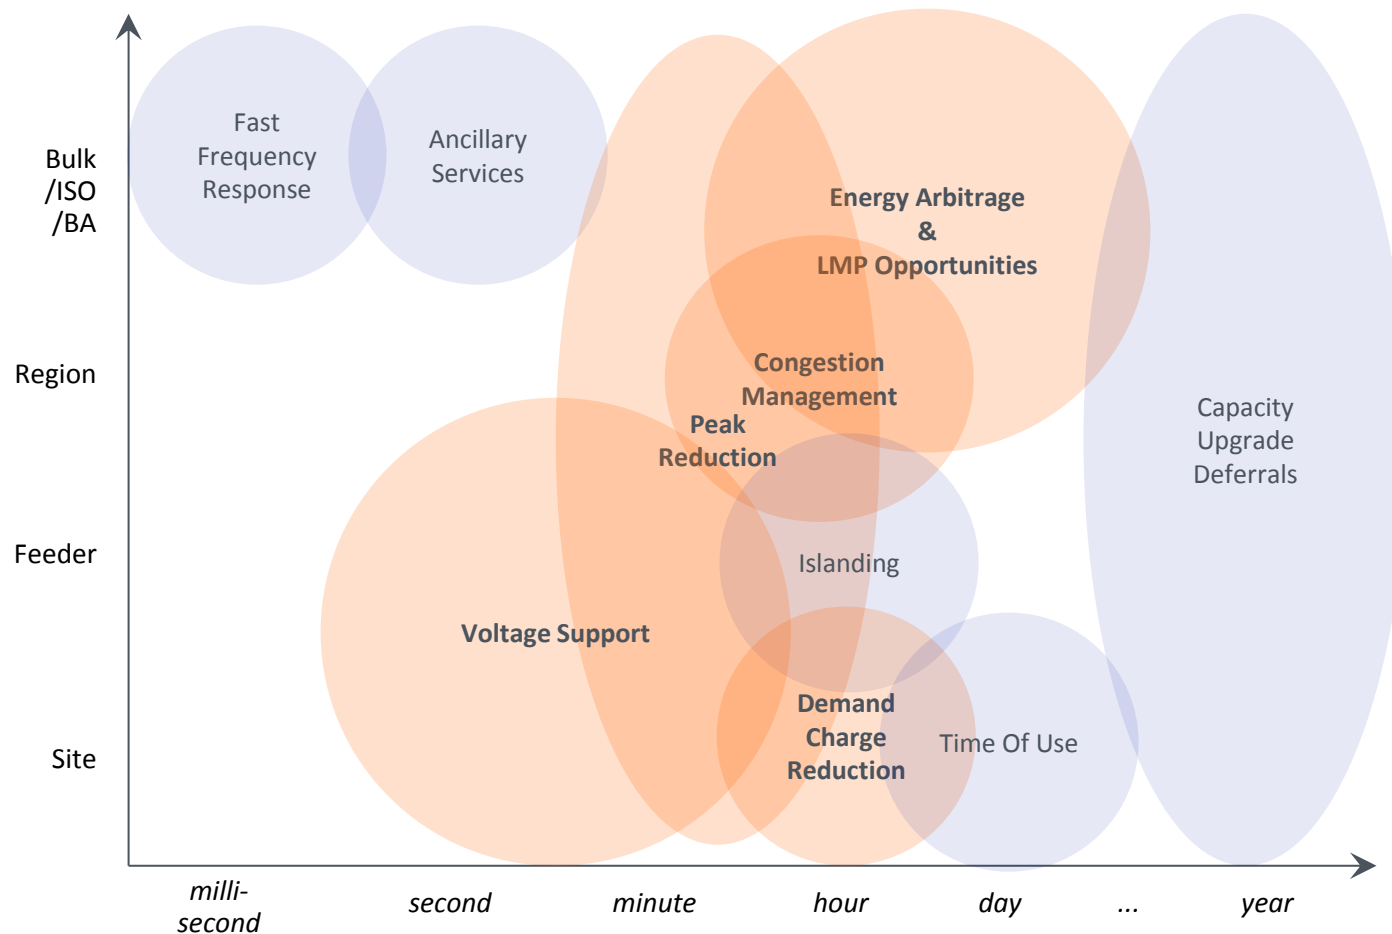 Fast
Frequency
Response
Ancillary
Services
Bulk
/ISO
/BA
Energy Arbitrage
&
LMP Opportunities
Region
Congestion
Management
Peak
Reduction
Capacity
Upgrade
Deferrals
Feeder
Islanding
Voltage Support
Site
Demand
Charge
Reduction
Time Of Use
milli-
second
second
minute
hour
day
...
year